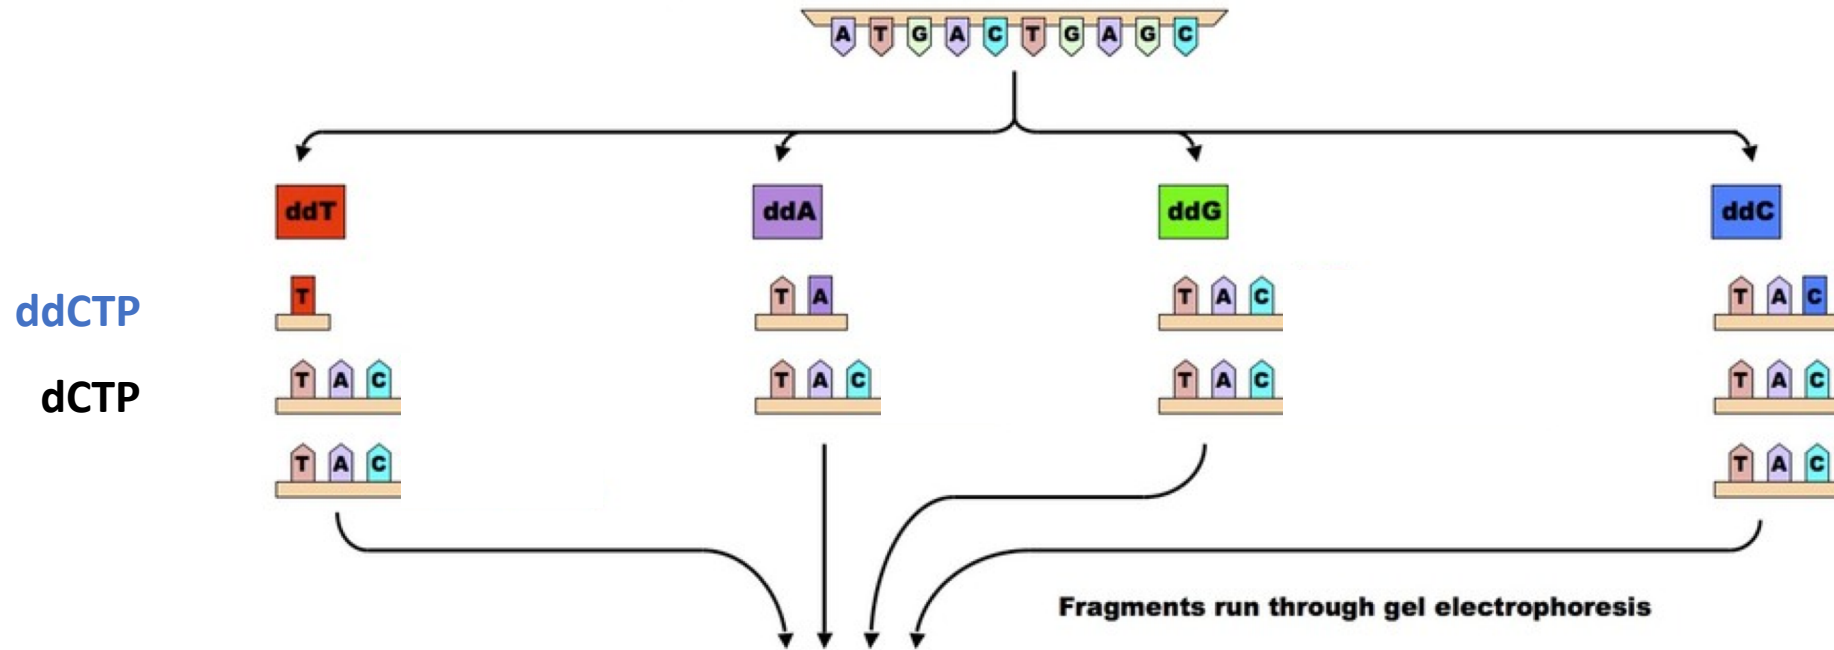 A T G A C T G A G C
ddT ddA ddG ddC
ddCTP T T A T A C T A C
dCTP T A C T A C T A C T A C
T A C T A C
Fragments run through gel electrophoresis